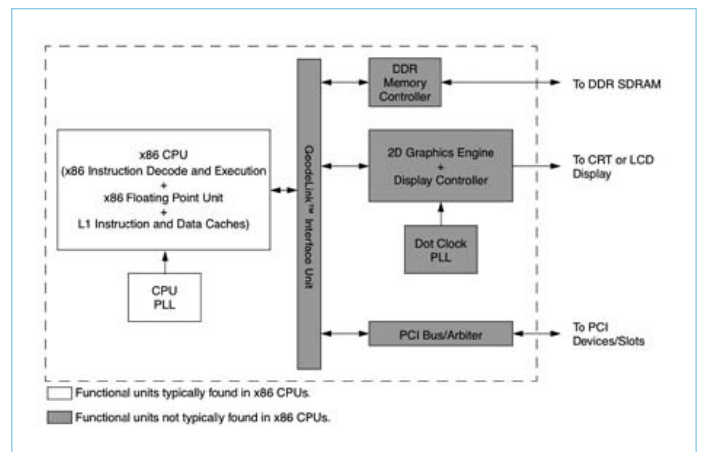 DDR
Memory
Controller
To DDR SDRAM
x86 CPU
(x86 Instruction Decode and Execution
+
x86 Floating Point Unit
+
L1 Instruction and Data Caches)
GeodeLink™ Interface Unit
2D Graphics Engine
+
Display Controller
To CRT or LCD
Display
Dot Clock
PLL
CPU
PLL
PCI Bus/Arbiter
To PCI
Devices/Slots
Functional units typically found in x86 CPUs.
Functional units not typically found in x86 CPUs.